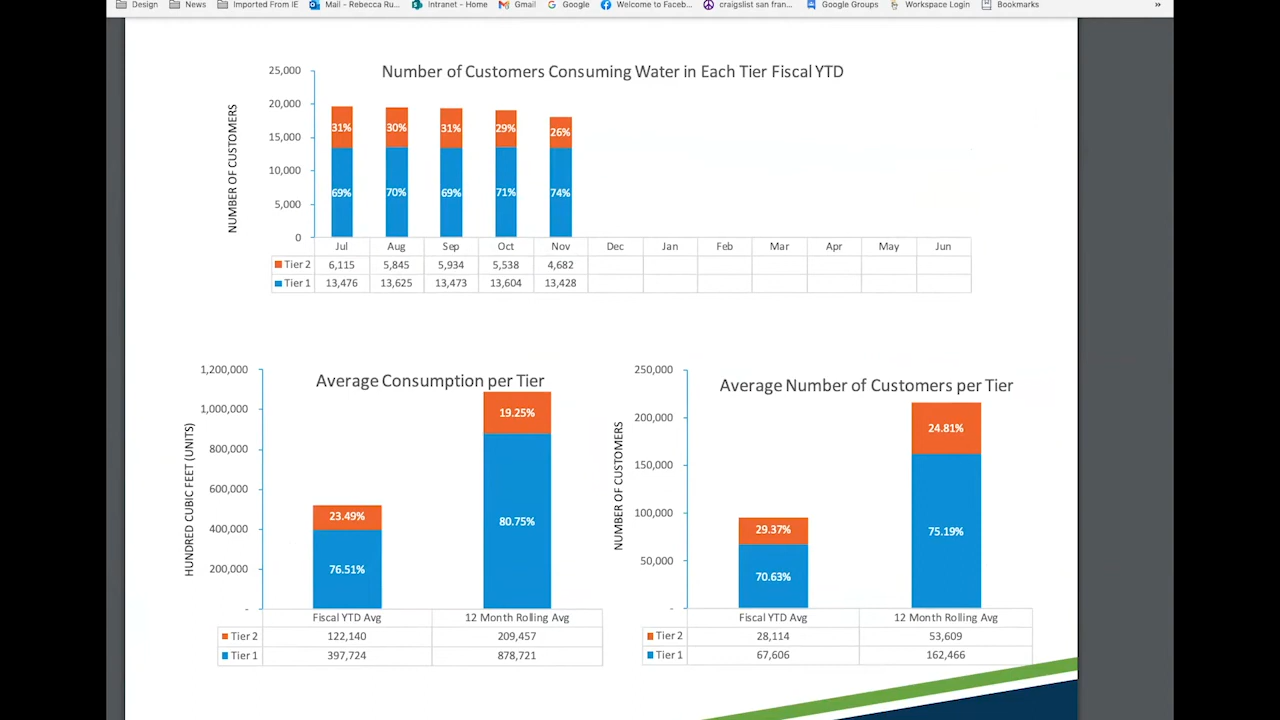 Design News Imported From IE Mail - Rebecca Ru... Intranet - Home Gmail Google Welcome to Faceb... craigslist san fran... Google Groups Workspace Login Bookmarks »
Number of Customers Consuming Water in Each Tier Fiscal YTD
NUMBER OF CUSTOMERS
25,000
20,000
15,000
10,000
5,000
0
31% 30% 31% 29% 26%
69% 70% 69% 71% 74%
Jul Aug Sep Oct Nov Dec Jan Feb Mar Apr May Jun
Tier 2 6,115 5,845 5,934 5,538 4,682
Tier 1 13,476 13,625 13,473 13,604 13,428
Average Consumption per Tier
HUNDRED CUBIC FEET (UNITS)
1,200,000
1,000,000
800,000
600,000
400,000
200,000
-
23.49% 19.25%
76.51% 80.75%
Fiscal YTD Avg 12 Month Rolling Avg
Tier 2 122,140 209,457
Tier 1 397,724 878,721
Average Number of Customers per Tier
NUMBER OF CUSTOMERS
250,000
200,000
150,000
100,000
50,000
-
29.37% 24.81%
70.63% 75.19%
Fiscal YTD Avg 12 Month Rolling Avg
Tier 2 28,114 53,609
Tier 1 67,606 162,466